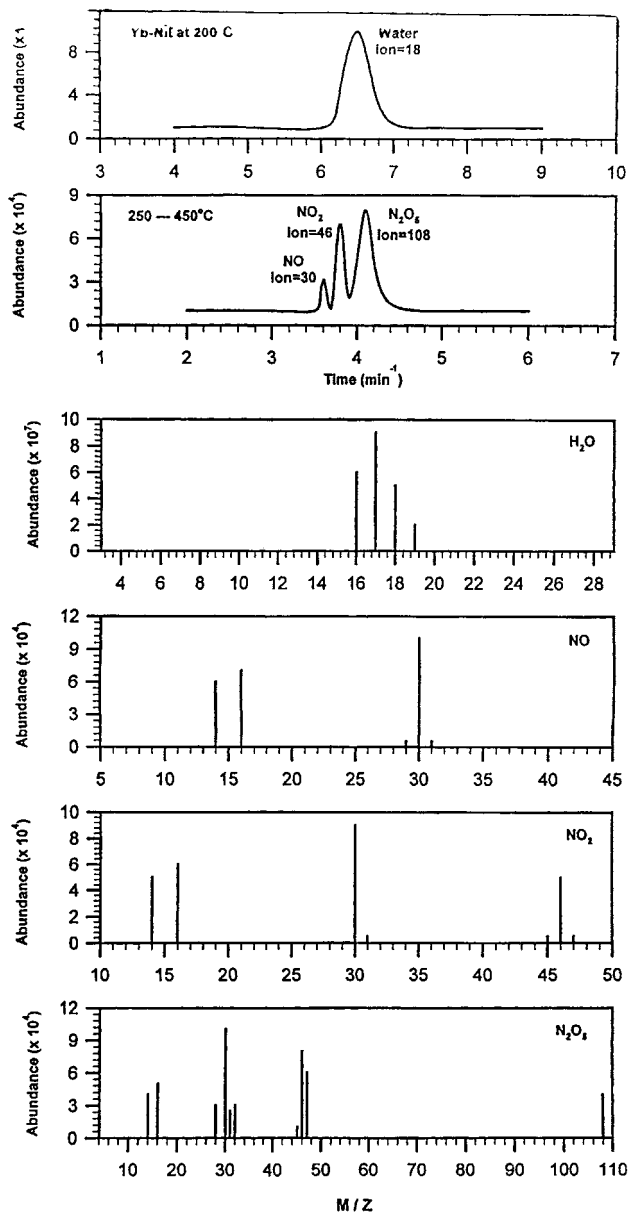 Abundance (x 1
Yb-Nit at 200 C
Water
Ion=18
8
4
0
3 4 5 6 7 8 9 10
Abundance (x 10⁴)
250 — 450°C
NO₂
Ion=46
N₂O₅
Ion=108
NO
Ion=30
9
6
3
0
1 2 3 4 5 6 7
Time (min⁻¹)
Abundance (x 10⁷)
H₂O
10
8
6
4
2
0
4 6 8 10 12 14 16 18 20 22 24 26 28
Abundance (x 10⁴)
NO
12
9
6
3
0
5 10 15 20 25 30 35 40 45
Abundance (x 10⁴)
NO₂
10
8
6
4
2
0
10 20 30 40 50
Abundance (x 10⁴)
N₂O₅
12
9
6
3
0
10 20 30 40 50 60 70 80 90 100 110
M / Z